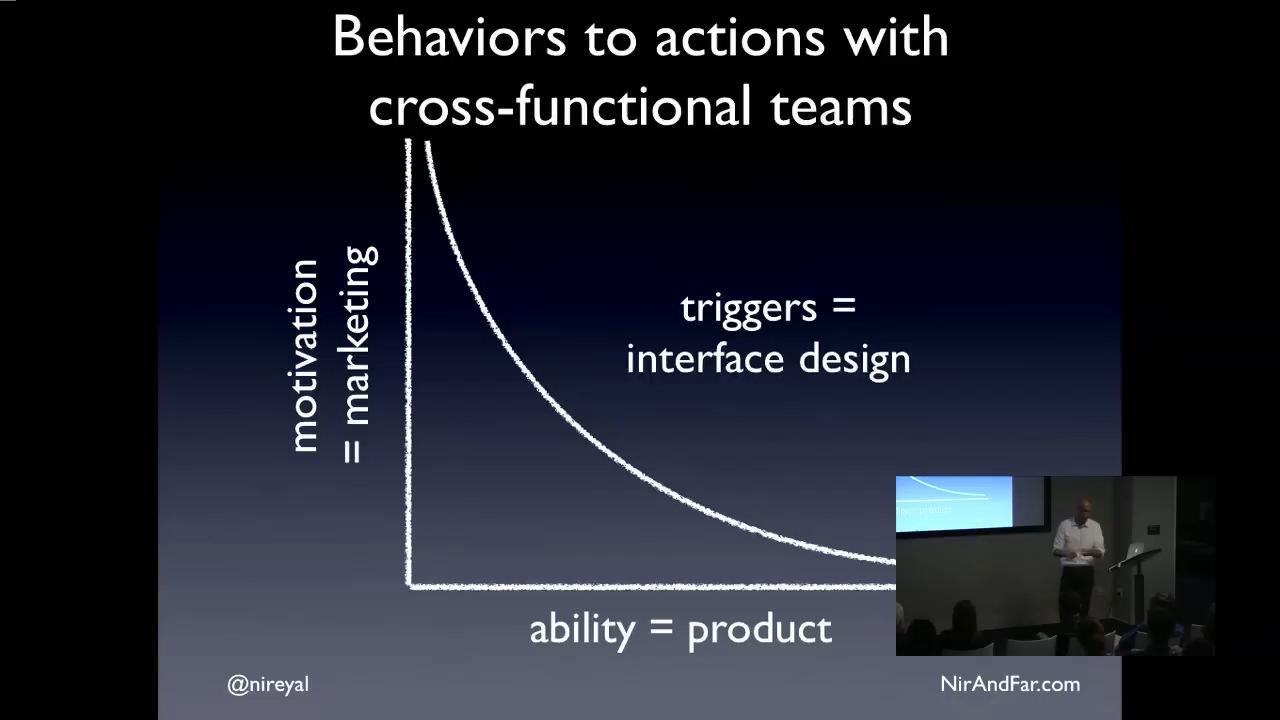 Behaviors to actions with
cross-functional teams
motivation
= marketing
triggers =
interface design
ability = product
@nireyal
NirAndFar.com